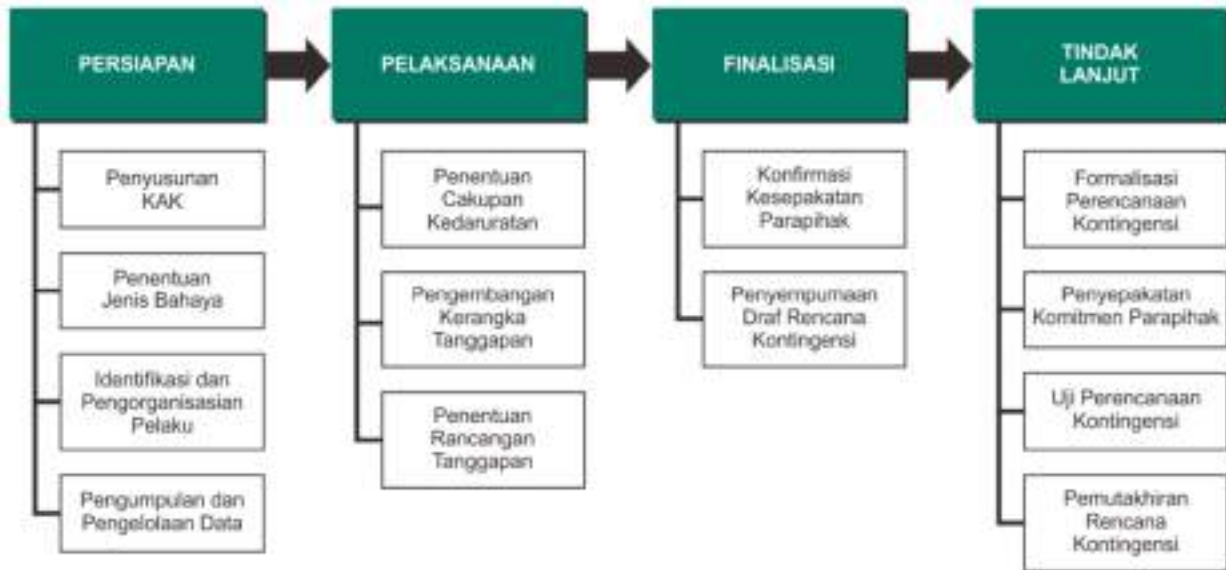 PERSIAPAN
Penyusunan
KAK
Penentuan
Jenis Bahaya
Identifikasi dan
Pengorganisasian
Pelaku
Pengumpulan dan
Pengelolaan Data
PELAKSANAAN
Penentuan
Cakupan
Kedaruratan
Pengembangan
Kerangka
Tanggapan
Penentuan
Rancangan
Tanggapan
FINALISASI
Konfirmasi
Kesepakatan
Parapihak
Penyempurnaan
Draf Rencana
Kontingensi
TINDAK
LANJUT
Formalisasi
Perencanaan
Kontingensi
Penyepakatan
Komitmen Parapihak
Uji Perencanaan
Kontingensi
Pemutakhiran
Rencana
Kontingensi